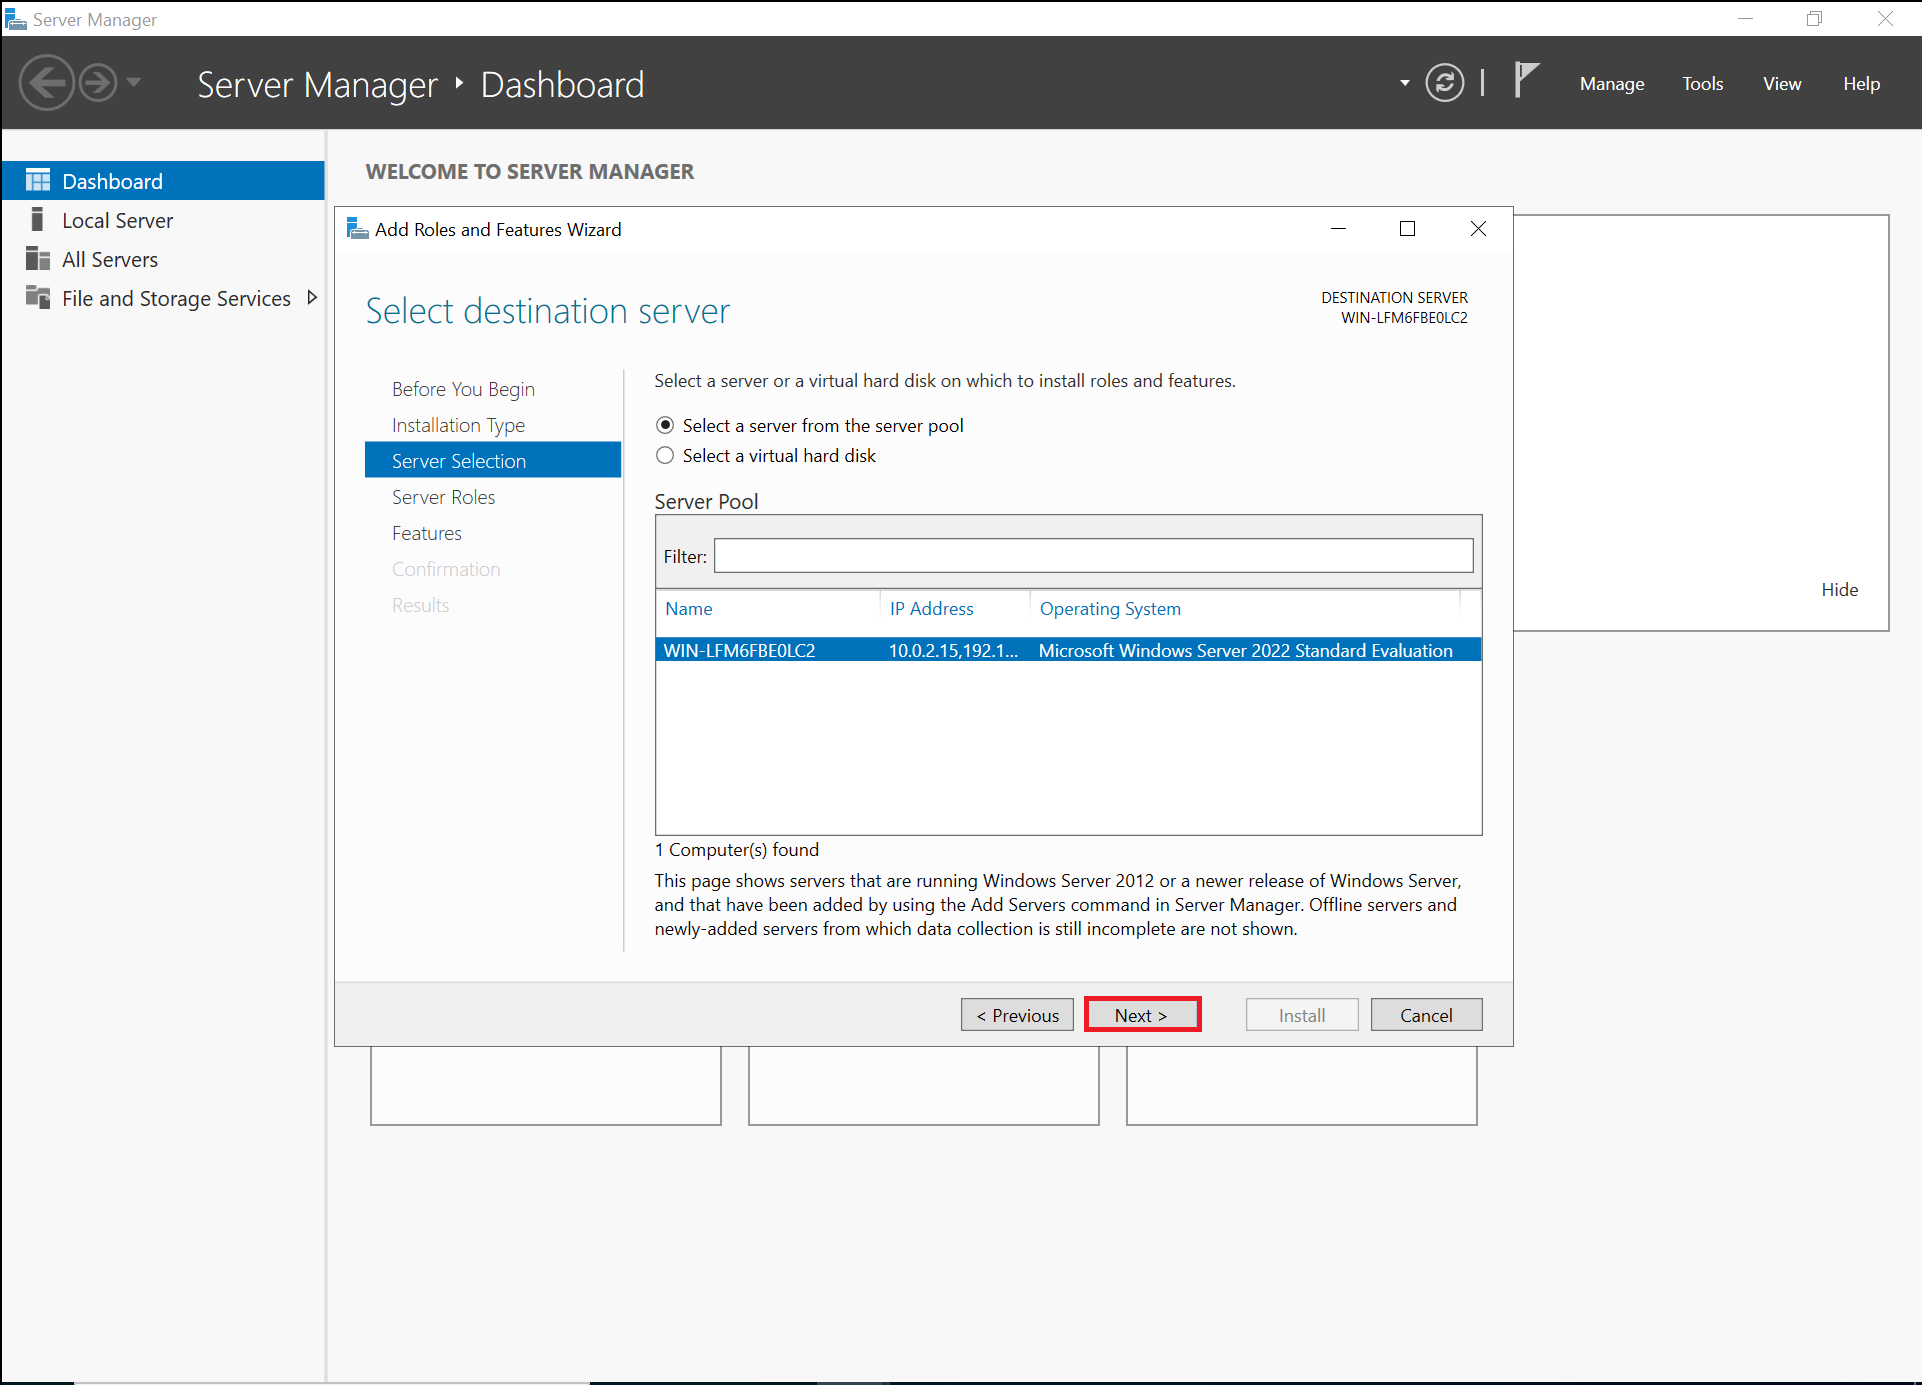 Server Manager
Server Manager ‣ Dashboard
Manage
Tools
View
Help
Dashboard
Local Server
All Servers
File and Storage Services
WELCOME TO SERVER MANAGER
Add Roles and Features Wizard
Select destination server
DESTINATION SERVER
WIN-LFM6FBE0LC2
Before You Begin
Installation Type
Server Selection
Server Roles
Features
Confirmation
Results
Select a server or a virtual hard disk on which to install roles and features.
Select a server from the server pool
Select a virtual hard disk
Server Pool
Filter:
Name IP Address Operating System
WIN-LFM6FBE0LC2 10.0.2.15,192.1... Microsoft Windows Server 2022 Standard Evaluation
1 Computer(s) found
This page shows servers that are running Windows Server 2012 or a newer release of Windows Server,
and that have been added by using the Add Servers command in Server Manager. Offline servers and
newly-added servers from which data collection is still incomplete are not shown.
< Previous
Next >
Install
Cancel
Hide